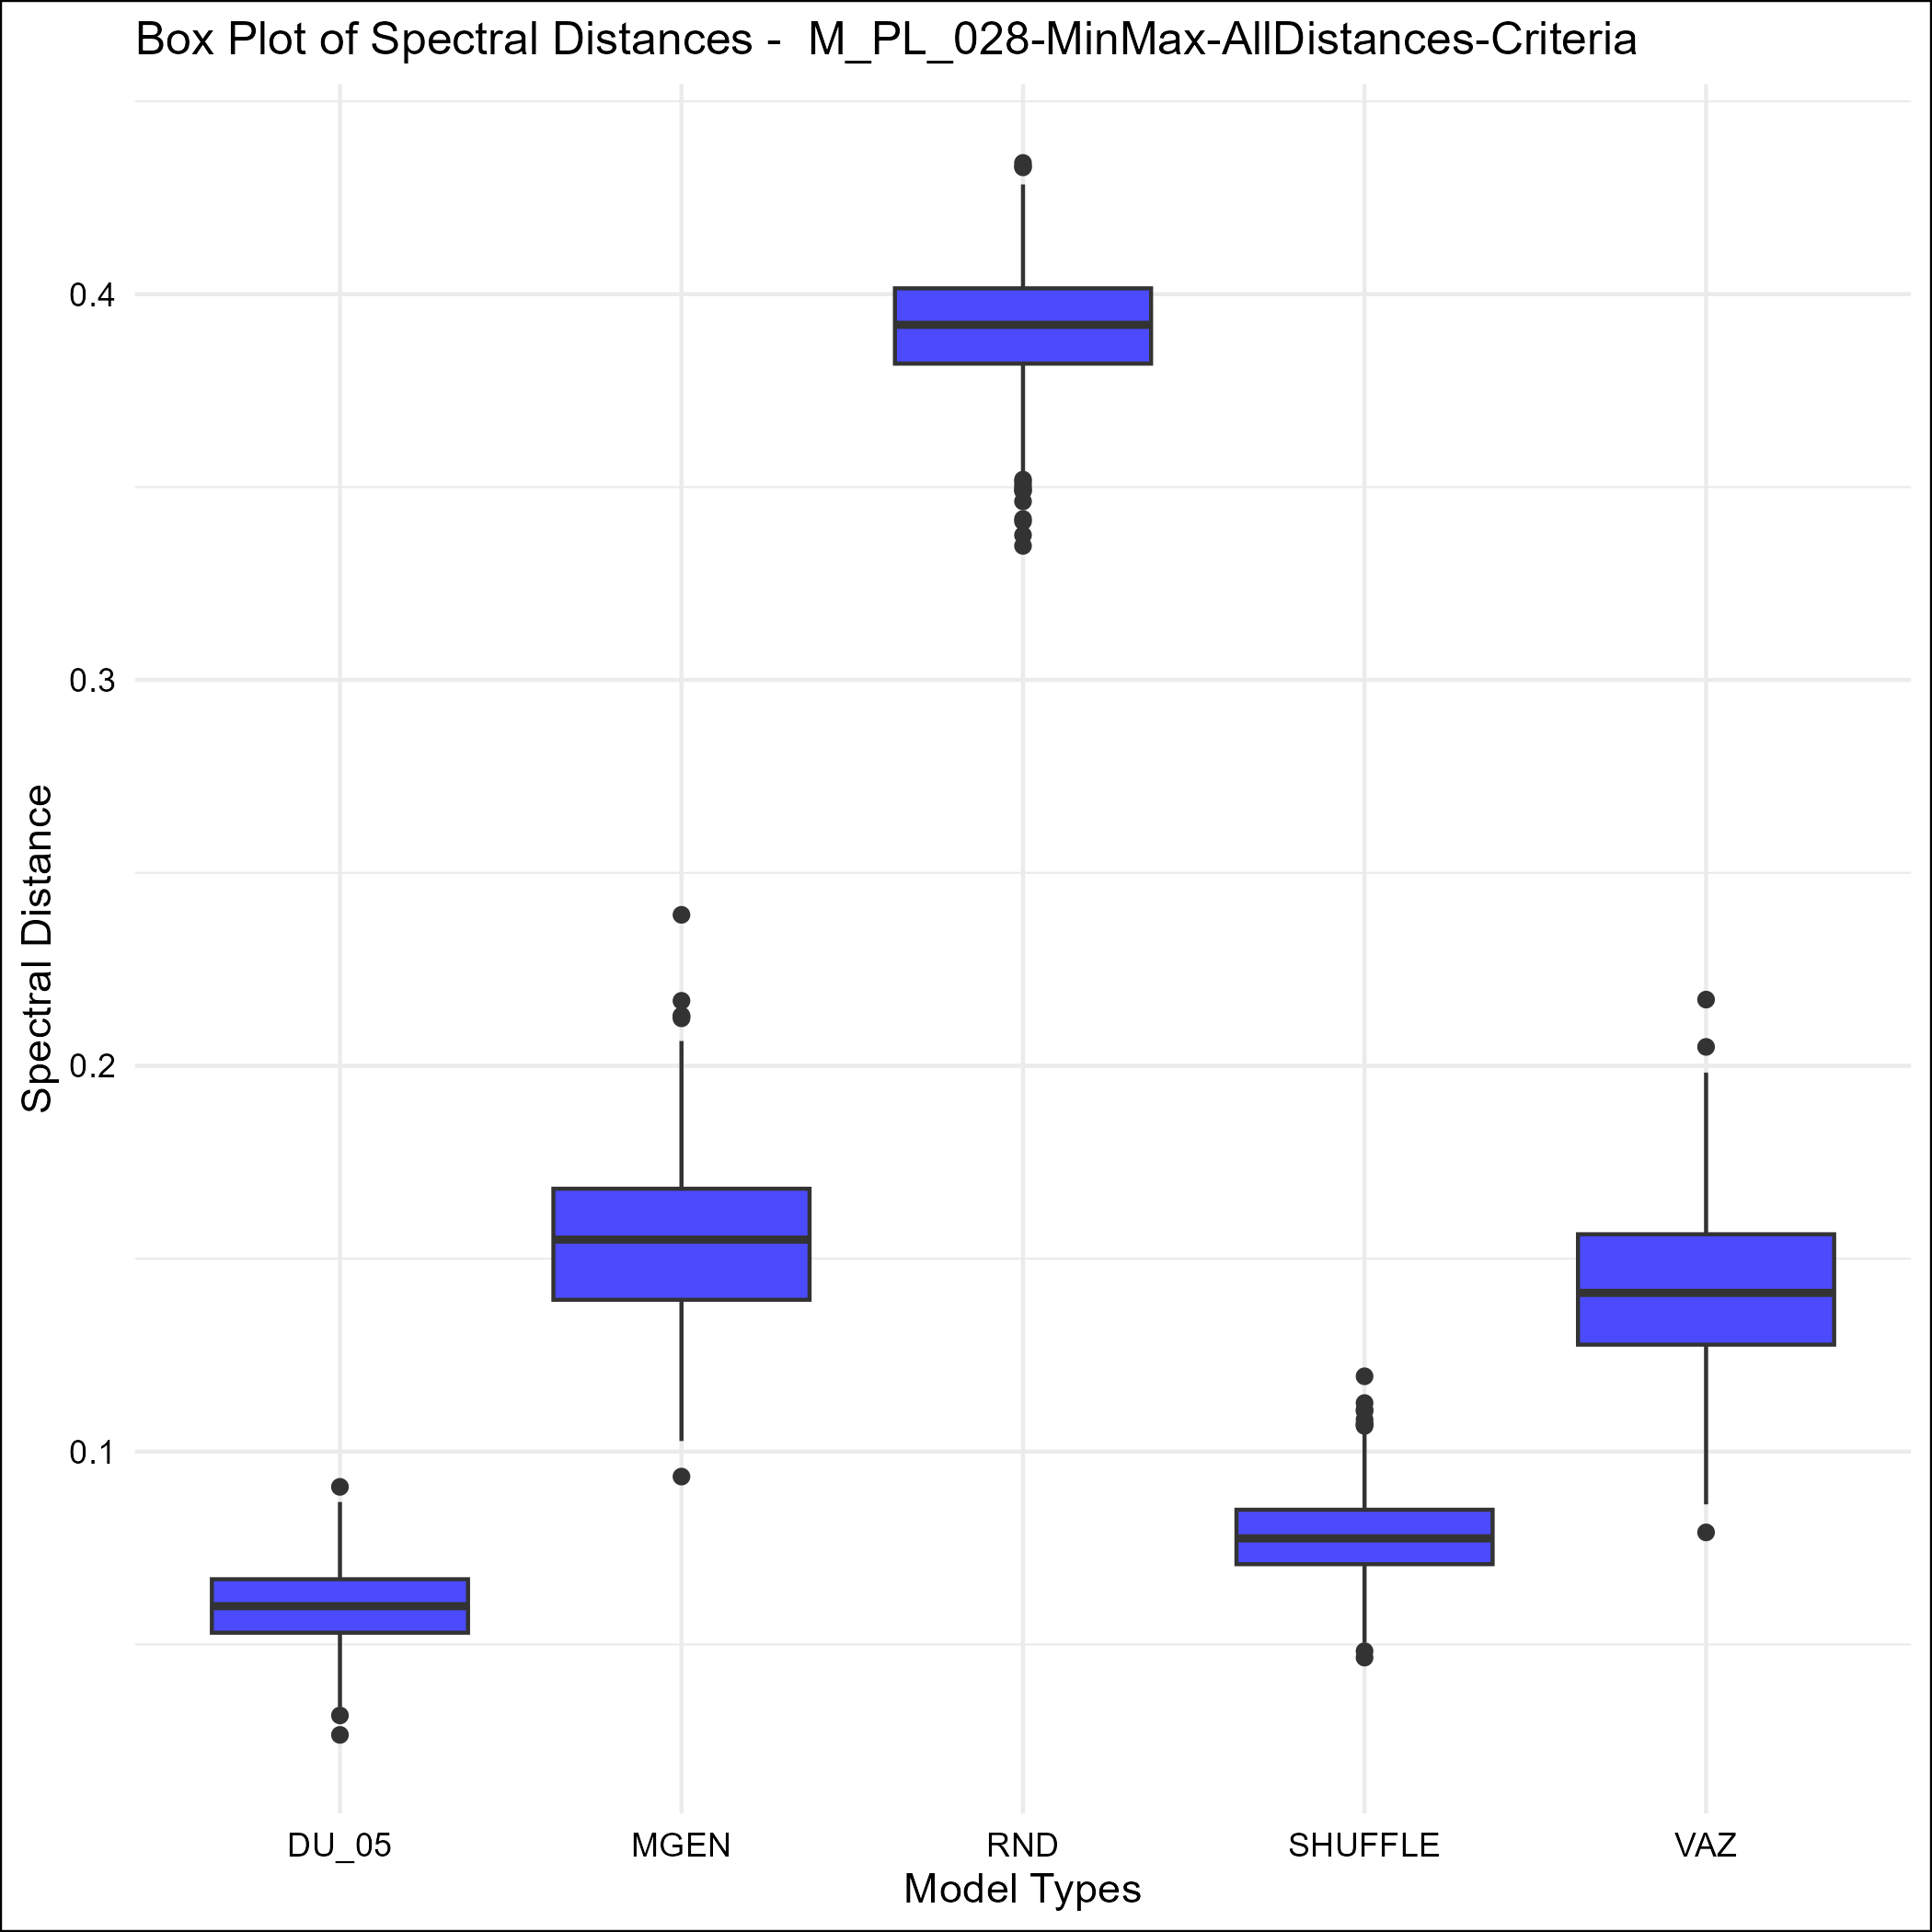 Box Plot of Spectral Distances -  M_PL_028-MinMax-AllDistances-Criteria
Spectral Distance
0.4
0.3
0.2
0.1
DU_05 MGEN RND SHUFFLE VAZ
Model Types